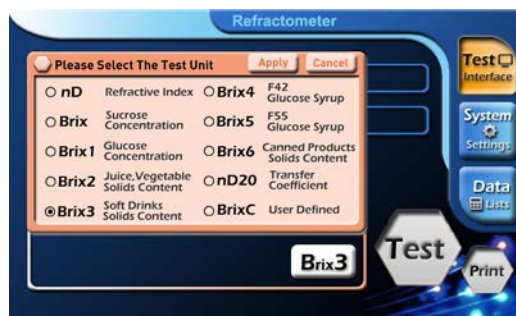 Refractometer
Please Select The Test Unit Apply Cancel
nD Refractive Index
Brix Sucrose
Concentration
Brix1 Glucose
Concentration
Brix2 Juice,Vegetable
Solids Content
Brix3 Soft Drinks
Solids Content
Brix4 F42
Glucose Syrup
Brix5 F55
Glucose Syrup
Brix6 Canned Products
Solids Content
nD20 Transfer
Coefficient
BrixC User Defined
Brix3
Test
Interface
System
Settings
Data
Lists
Test
Print